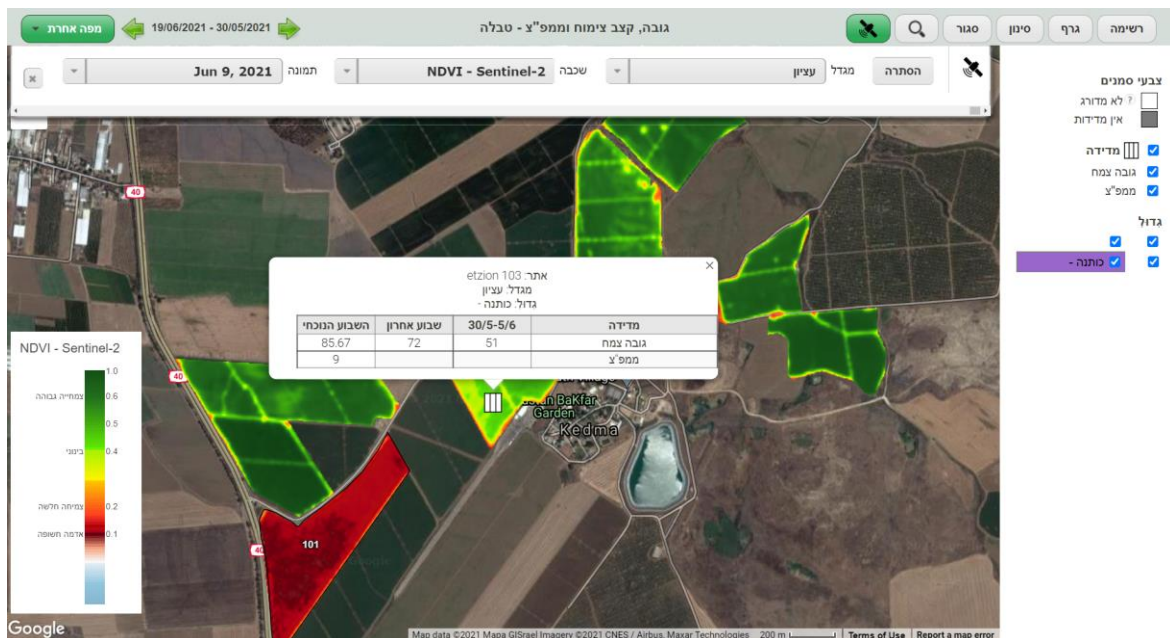 רשימה
גרף
סינון
סגור
גובה, קצב צימוח וממפ"צ - טבלה
19/06/2021 - 30/05/2021
מפה אחרת
הסתרה
מגדל
עציון
שכבה
NDVI - Sentinel-2
תמונה
Jun 9, 2021
צבעי סמנים
לא מדורג ?
אין מדידות
מדידה
גובה צמח
ממפ"צ
גדול
כותנה -
40
אתר: etzion 103
מגדל: עציון
גדול: כותנה -
מדידה 30/5-5/6 שבוע אחרון השבוע הנוכחי
גובה צמח 51 72 85.67
ממפ"צ 9
NDVI - Sentinel-2
1.0
צמחייה גבוהה 0.6
0.5
בינוני 0.4
צמיחה חלשה 0.2
אדמה חשופה 0.1
40
BaKfar
Garden
Kedma
101
40
Google
Map data ©2021 Mapa GISrael Imagery ©2021 CNES / Airbus, Maxar Technologies 200 m Terms of Use Report a map error